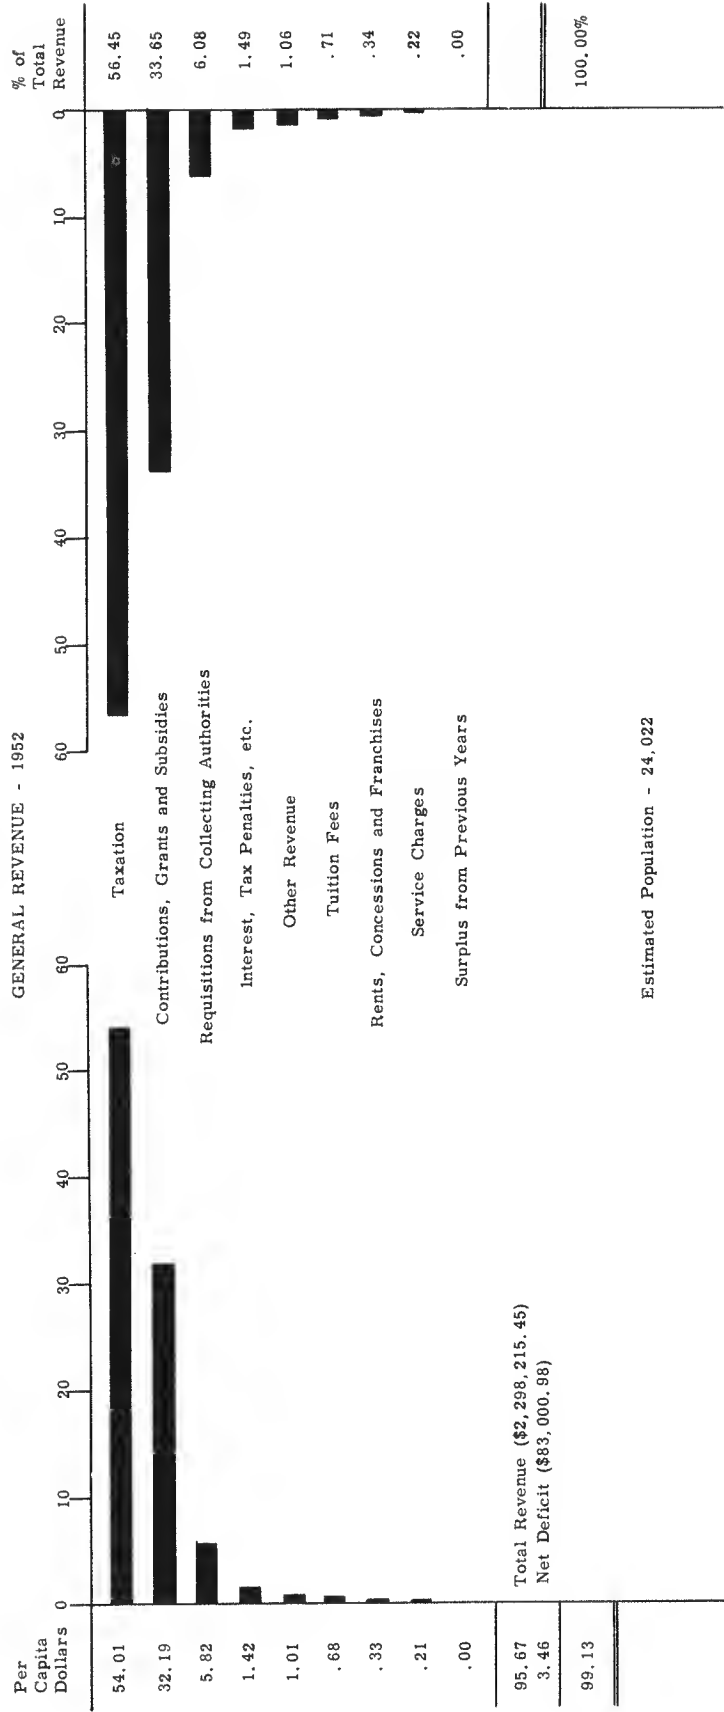 GENERAL REVENUE - 1952
Per Capita Dollars
0 10 20 30 40 50 60
60 50 40 30 20 10 0
% of Total Revenue
54.01 Taxation 56.45
32.19 Contributions, Grants and Subsidies 33.65
5.82 Requisitions from Collecting Authorities 6.08
1.42 Interest, Tax Penalties, etc. 1.49
1.01 Other Revenue 1.06
.68 Tuition Fees .71
.33 Rents, Concessions and Franchises .34
.21 Service Charges .22
.00 Surplus from Previous Years .00
95.67 Total Revenue ($2,298,215.45)
3.46 Net Deficit ($83,000.98)
99.13 100.00%
Estimated Population - 24,022